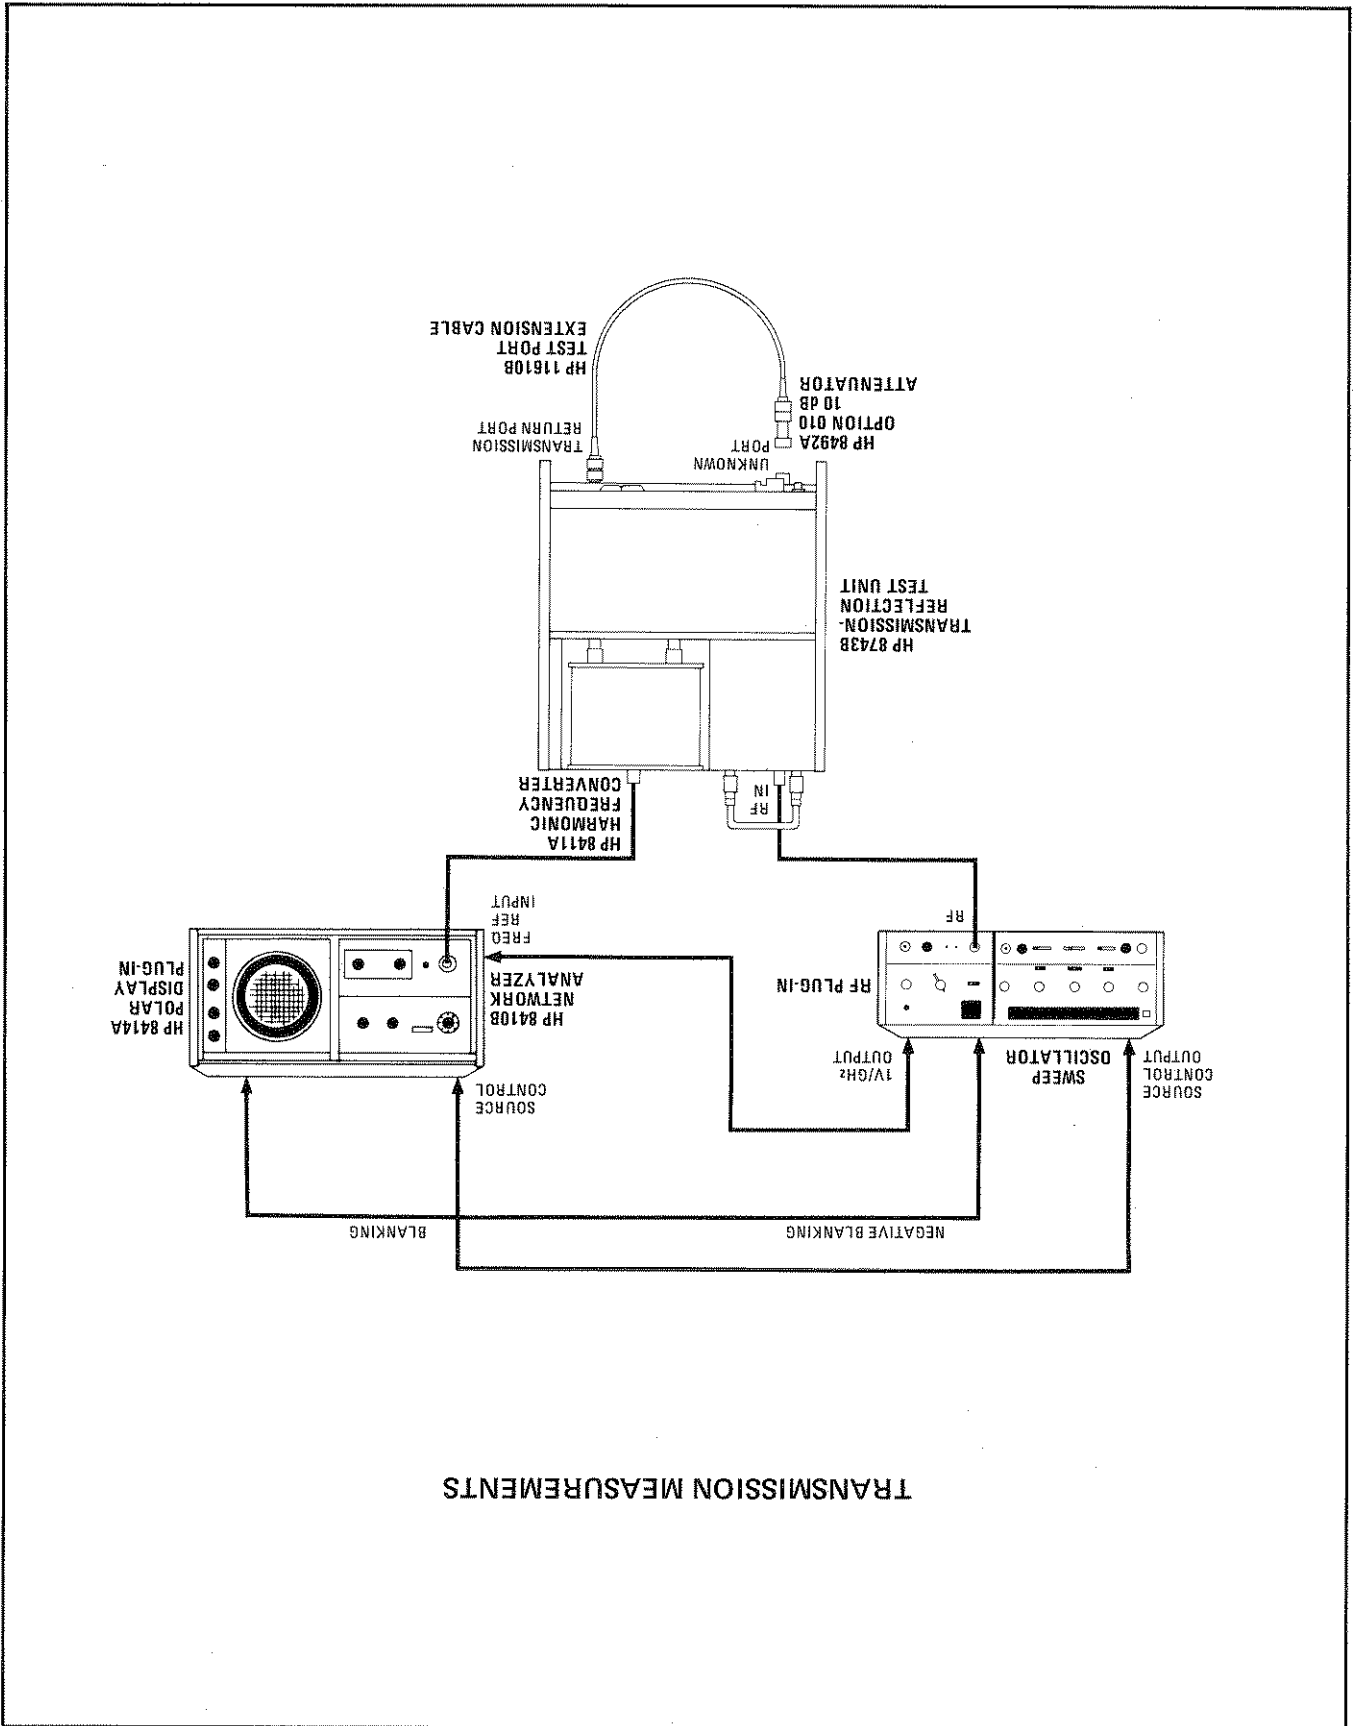 TRANSMISSION MEASUREMENTS
NEGATIVE BLANKING
BLANKING
SOURCE
CONTROL
OUTPUT
SWEEP
OSCILLATOR
1V/GHz
OUTPUT
SOURCE
CONTROL
RF PLUG-IN
HP 8410B
NETWORK
ANALYZER
HP 8414A
POLAR
DISPLAY
PLUG-IN
RF
FREQ
REF
INPUT
RF
IN
HP 8411A
HARMONIC
FREQUENCY
CONVERTER
HP 8743B
TRANSMISSION-
REFLECTION
TEST UNIT
UNKNOWN
PORT
TRANSMISSION
RETURN PORT
HP 8492A
OPTION 010
10 dB
ATTENUATOR
HP 11610B
TEST PORT
EXTENSION CABLE